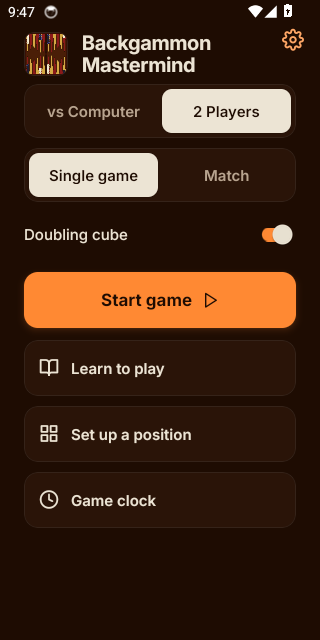 9:47
Backgammon
Mastermind
vs Computer
2 Players
Single game
Match
Doubling cube
Start game
Learn to play
Set up a position
Game clock